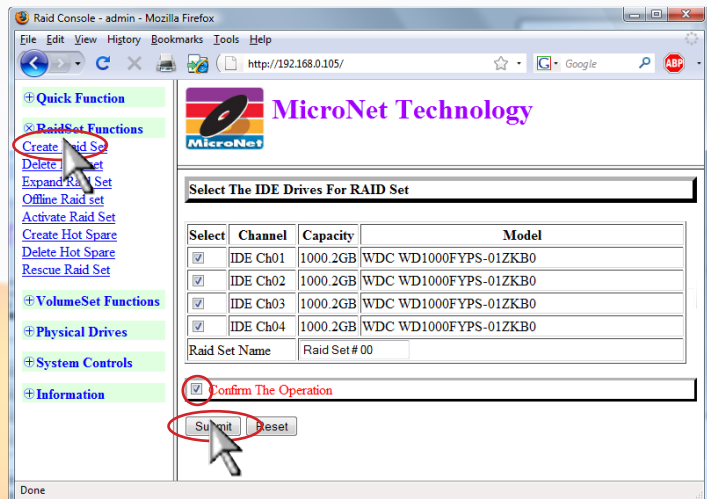 Raid Console - admin - Mozilla Firefox
File Edit View History Bookmarks Tools Help
http://192.168.0.105/
G Google
ABP
Quick Function
RaidSet Functions
Create Raid Set
Delete Raid set
Expand Raid Set
Offline Raid set
Activate Raid Set
Create Hot Spare
Delete Hot Spare
Rescue Raid Set
VolumeSet Functions
Physical Drives
System Controls
Information
MicroNet
MicroNet Technology
Select The IDE Drives For RAID Set
Select Channel Capacity Model
IDE Ch01 1000.2GB WDC WD1000FYPS-01ZKB0
IDE Ch02 1000.2GB WDC WD1000FYPS-01ZKB0
IDE Ch03 1000.2GB WDC WD1000FYPS-01ZKB0
IDE Ch04 1000.2GB WDC WD1000FYPS-01ZKB0
Raid Set Name Raid Set # 00
Confirm The Operation
Submit Reset
Done